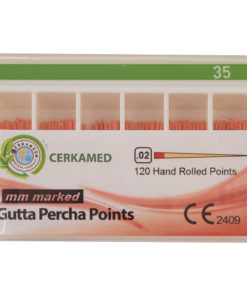 35
CERKAMED
.02
120 Hand Rolled Points
mm marked
Gutta Percha Points
CE 2409